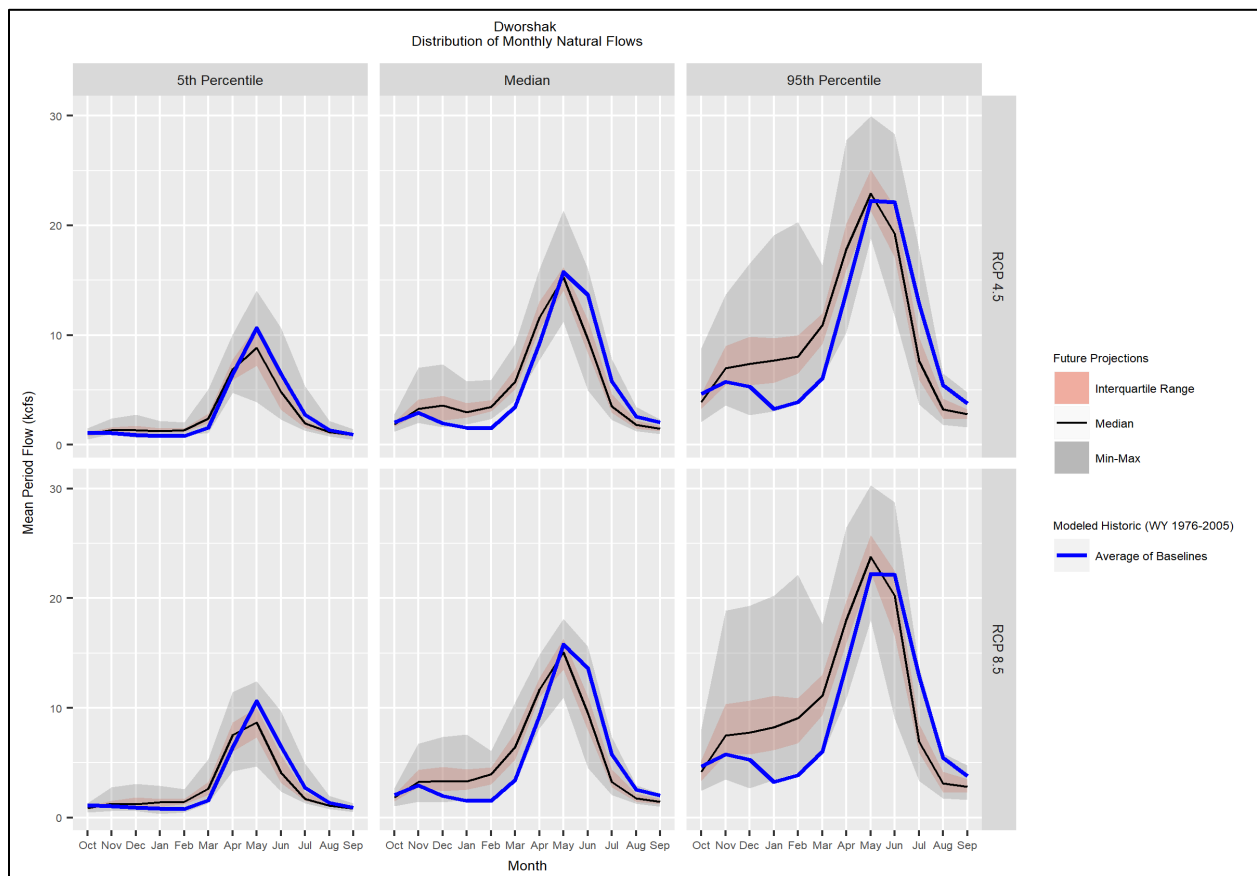 Dworshak
Distribution of Monthly Natural Flows
5th Percentile
Median
95th Percentile
30
20
10
0
RCP 4.5
30
20
10
0
RCP 8.5
Mean Period Flow (kcfs)
Oct Nov Dec Jan Feb Mar Apr May Jun Jul Aug Sep
Oct Nov Dec Jan Feb Mar Apr May Jun Jul Aug Sep
Oct Nov Dec Jan Feb Mar Apr May Jun Jul Aug Sep
Month
Future Projections
Interquartile Range
Median
Min-Max
Modeled Historic (WY 1976-2005)
Average of Baselines